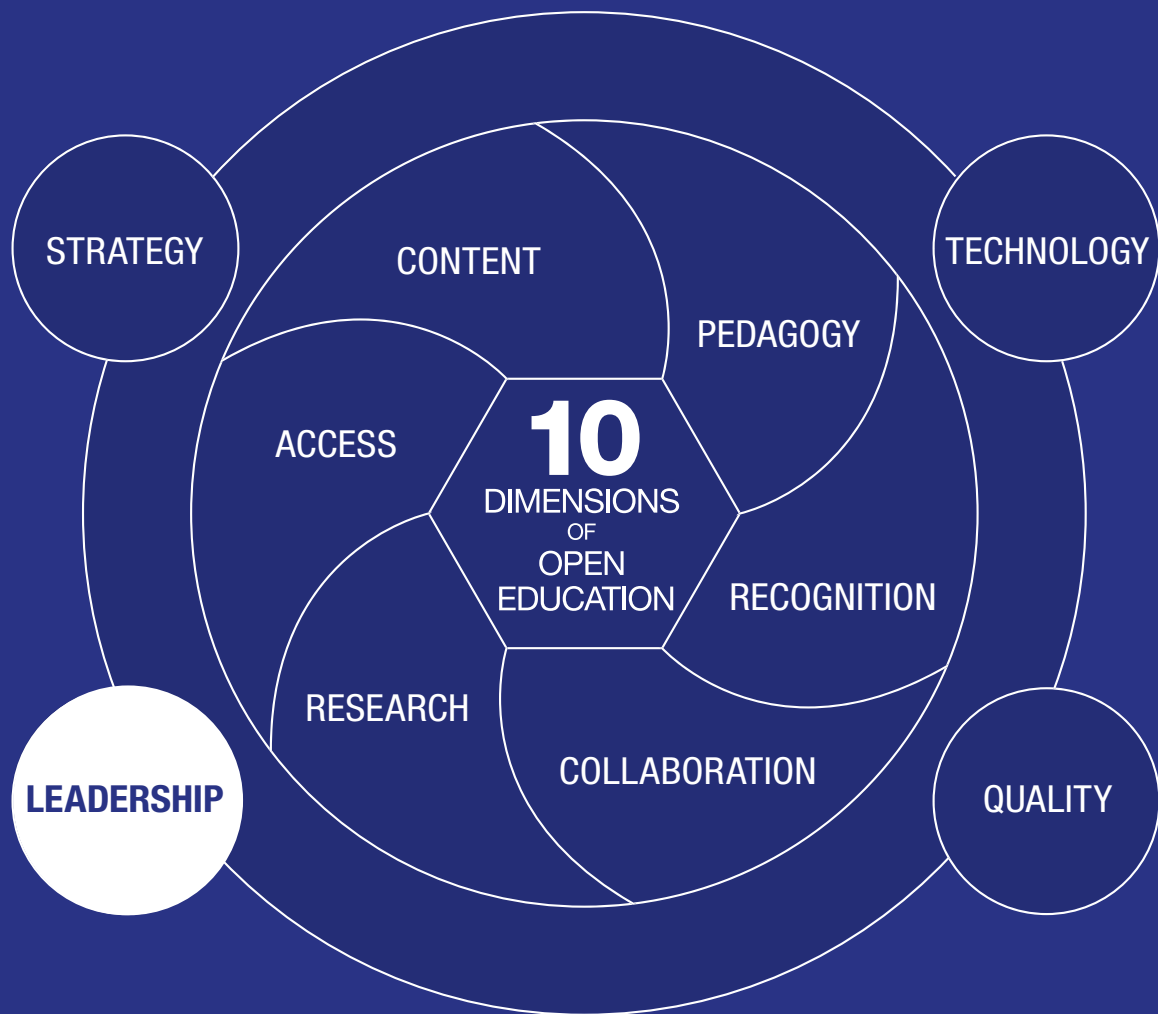 STRATEGY
TECHNOLOGY
CONTENT
PEDAGOGY
ACCESS
10
DIMENSIONS
OF
OPEN
EDUCATION
RECOGNITION
RESEARCH
COLLABORATION
LEADERSHIP
QUALITY